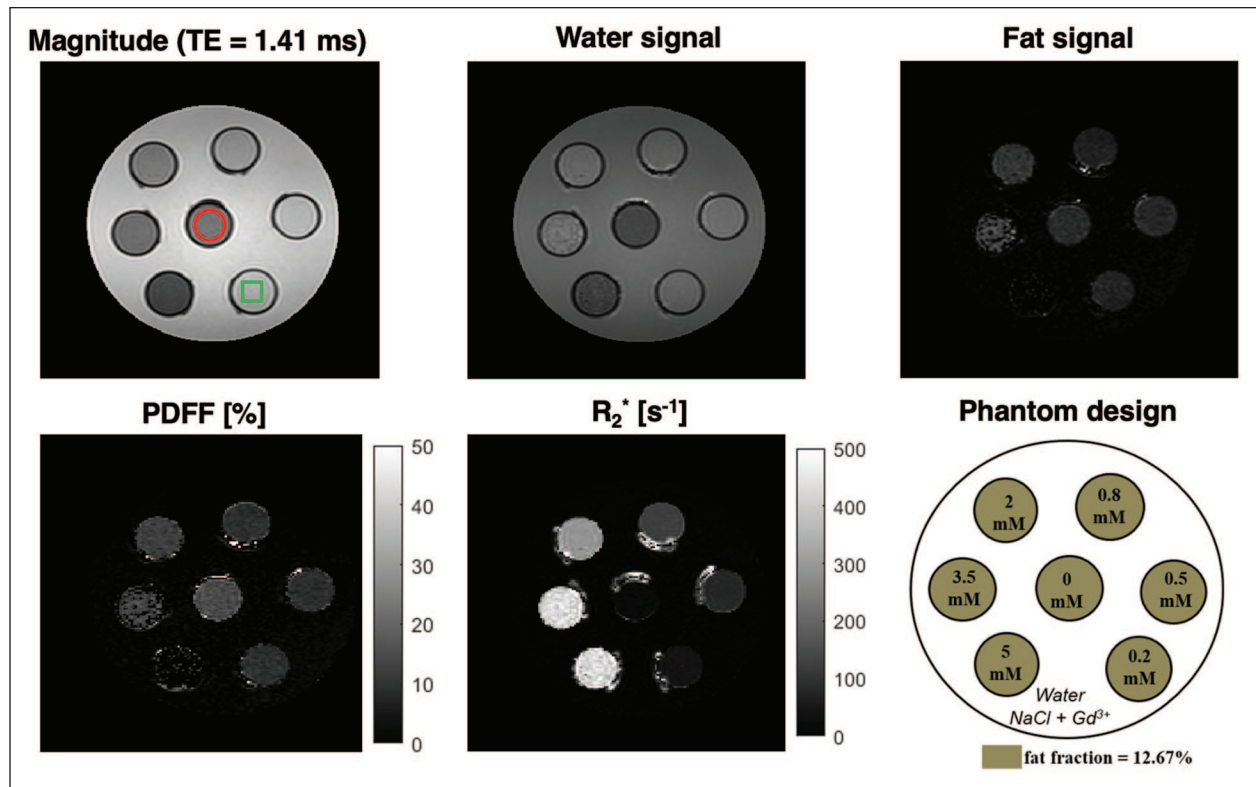 Magnitude (TE = 1.41 ms)
Water signal
Fat signal
PDFF [%]
50
40
30
20
10
0
R₂* [s⁻¹]
500
400
300
200
100
0
Phantom design
2
mM
0.8
mM
3.5
mM
0
mM
0.5
mM
5
mM
0.2
mM
Water
NaCl + Gd³⁺
fat fraction = 12.67%